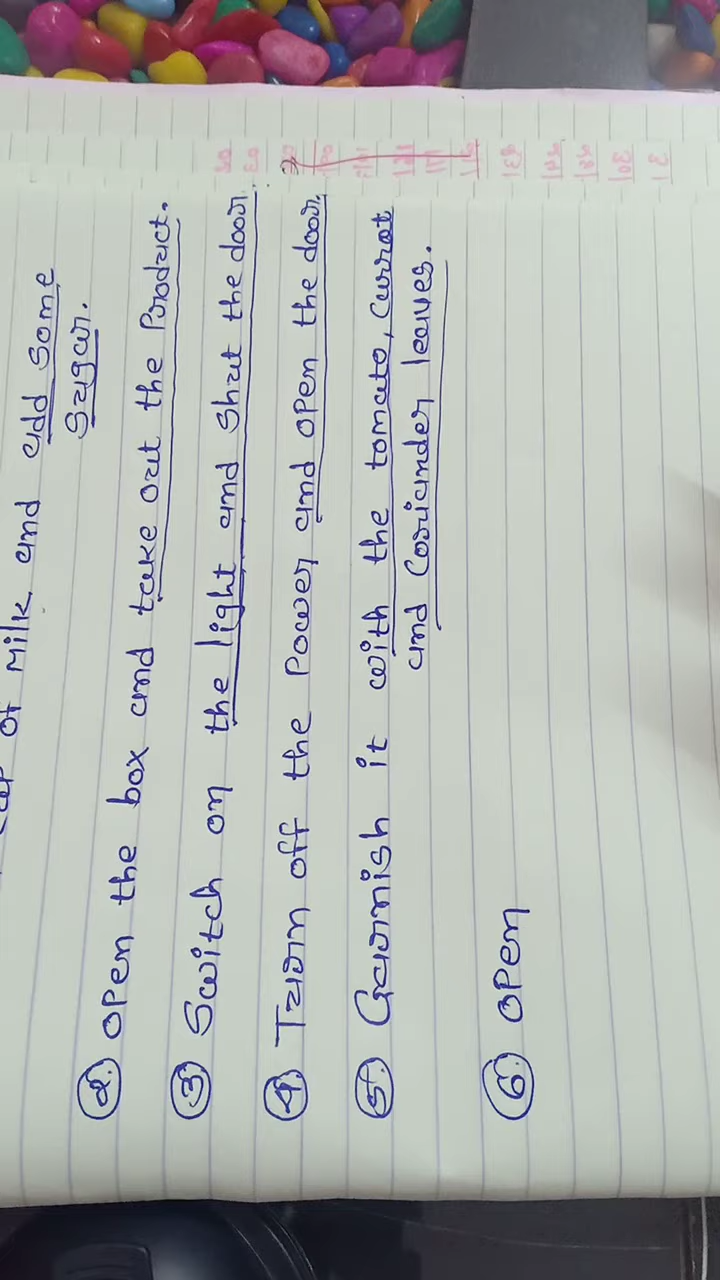 of Milk and add some
sugar.
2. open the box and take out the Product.
3. Switch on the light and shut the door.
4. Turn off the Power and open the door.
5. Garnish it with the tomato, currot
and Coriander leaves.
6. open